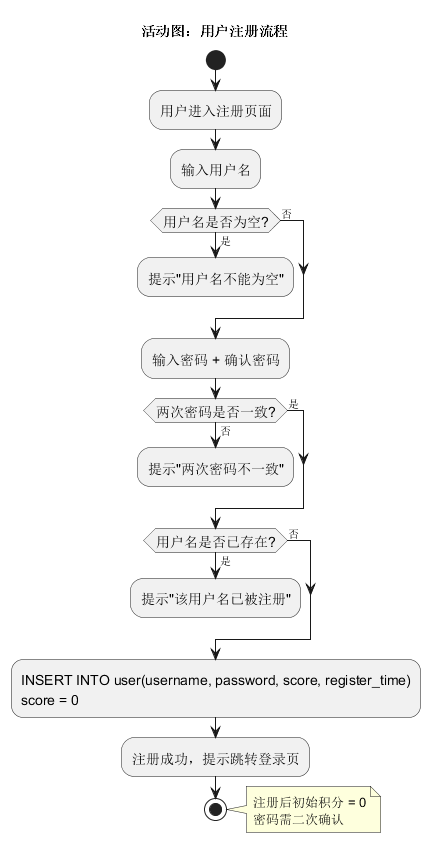 活动图：用户注册流程
用户进入注册页面
输入用户名
用户名是否为空?
否
是
提示"用户名不能为空"
输入密码 + 确认密码
两次密码是否一致?
是
否
提示"两次密码不一致"
用户名是否已存在?
否
是
提示"该用户名已被注册"
INSERT INTO user(username, password, score, register_time)
score = 0
注册成功，提示跳转登录页
注册后初始积分 = 0
密码需二次确认